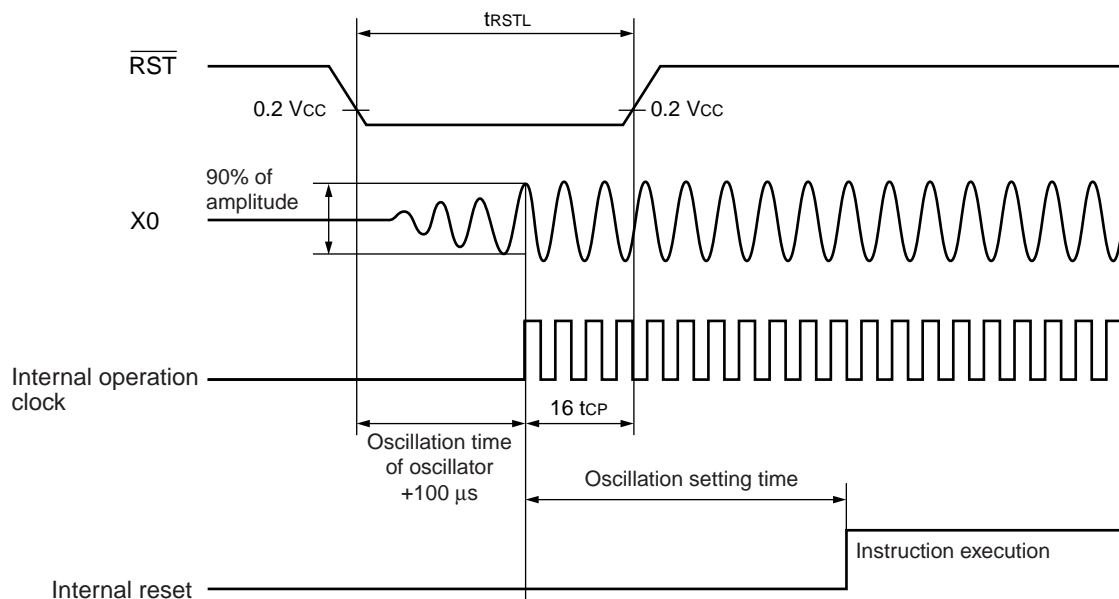 tRSTL
RST
0.2 VCC
0.2 VCC
90% of
amplitude
X0
Internal operation
clock
16 tCP
Oscillation time
of oscillator
+100 μs
Oscillation setting time
Instruction execution
Internal reset